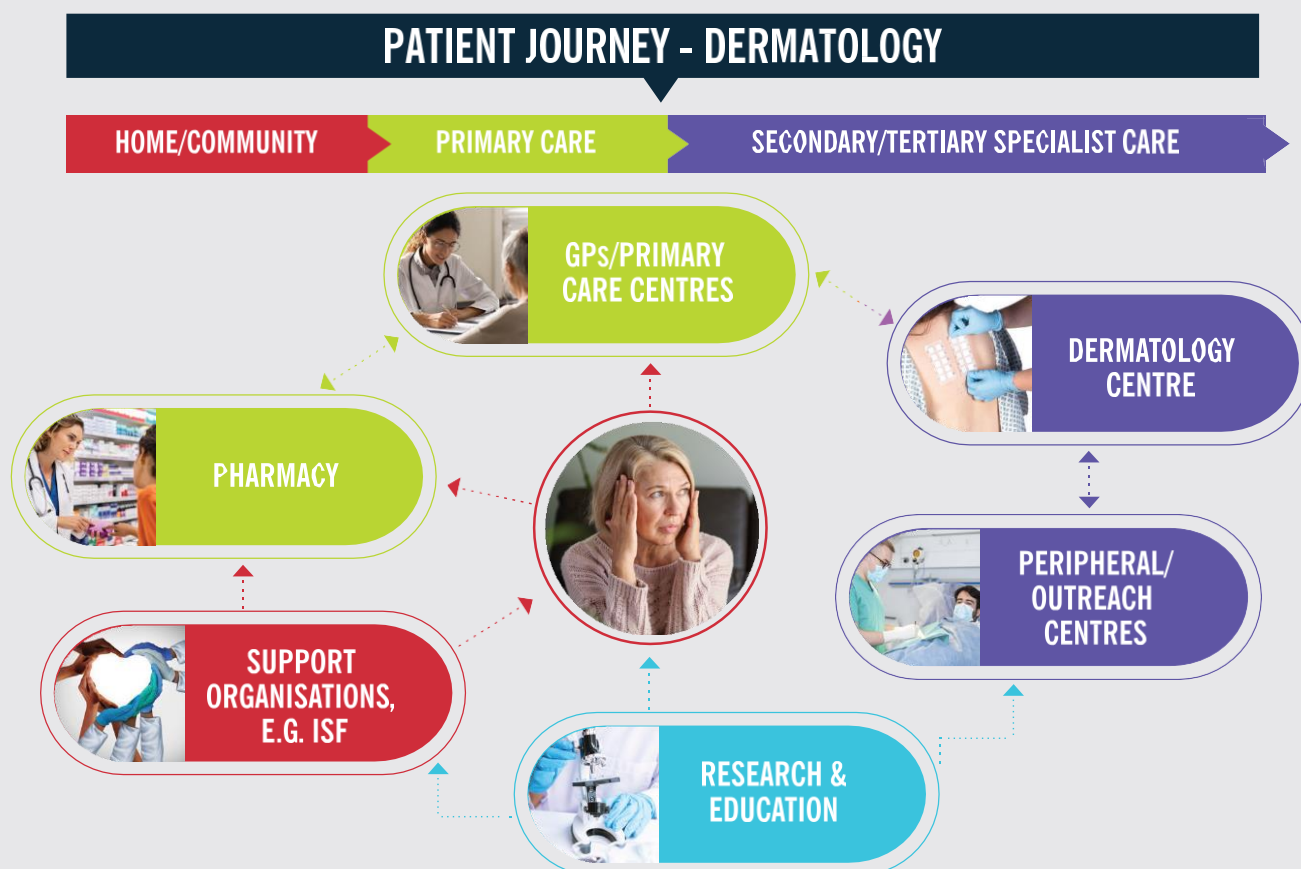 PATIENT JOURNEY - DERMATOLOGY
HOME/COMMUNITY
PRIMARY CARE
SECONDARY/TERTIARY SPECIALIST CARE
GPs/PRIMARY
CARE CENTRES
DERMATOLOGY
CENTRE
PHARMACY
PERIPHERAL/
OUTREACH
CENTRES
SUPPORT
ORGANISATIONS,
E.G. ISF
RESEARCH &
EDUCATION